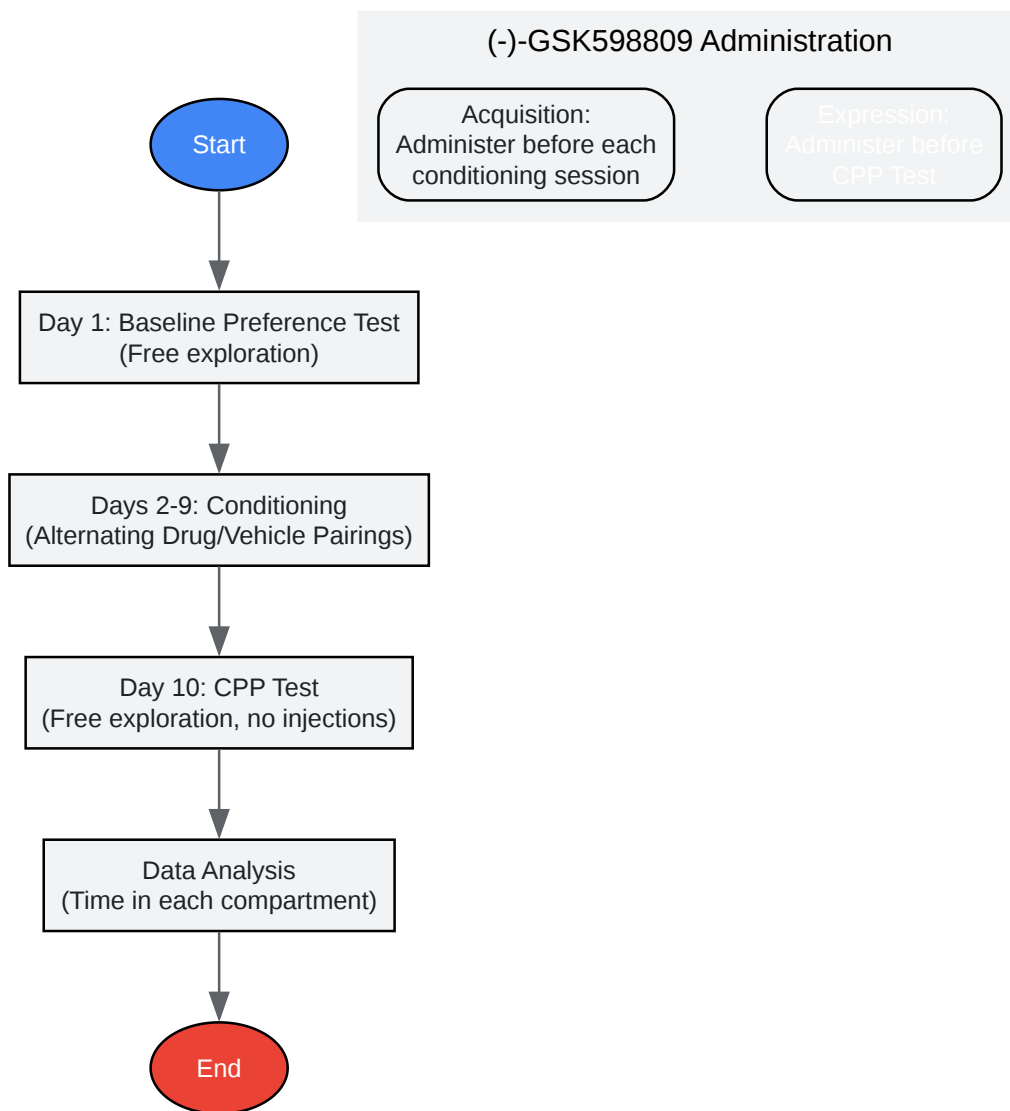 (-)-GSK598809 Administration
Acquisition:
Administer before each
conditioning session
Expression:
Administer before
CPP Test
Start
Day 1: Baseline Preference Test
(Free exploration)
Days 2-9: Conditioning
(Alternating Drug/Vehicle Pairings)
Day 10: CPP Test
(Free exploration, no injections)
Data Analysis
(Time in each compartment)
End